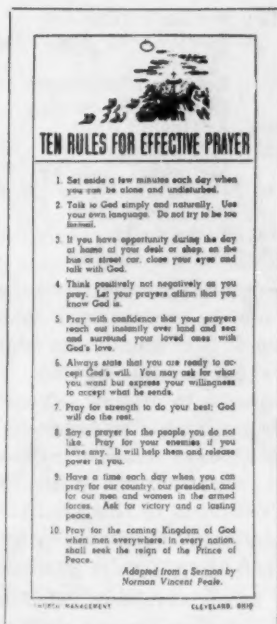 TEN RULES FOR EFFECTIVE PRAYER
1. Set aside a few minutes each day when
you can be alone and undisturbed.
2. Talk to God simply and naturally. Use
your own language. Do not try to be too
formal.
3. If you have opportunity during the day
at home at your desk or shop, on the
bus or street car, close your eyes and
talk with God.
4. Think positively not negatively as you
pray. Let your prayers affirm that you
know God is.
5. Pray with confidence that your prayers
reach out instantly over land and sea
and surround your loved ones with
God's love.
6. Always state that you are ready to ac-
cept God's will. You may ask for what
you want but express your willingness
to accept what he sends.
7. Pray for strength to do your best; God
will do the rest.
8. Say a prayer for the people you do not
like. Pray for your enemies if you
have any. It will help them and release
power in you.
9. Have a time each day when you can
pray for our country, our president, and
for our men and women in the armed
forces. Ask for victory and a lasting
peace.
10. Pray for the coming Kingdom of God
when men everywhere, in every nation,
shall seek the reign of the Prince of
Peace.
Adapted from a Sermon by
Norman Vincent Peale.
CHURCH MANAGEMENT CLEVELAND, OHIO